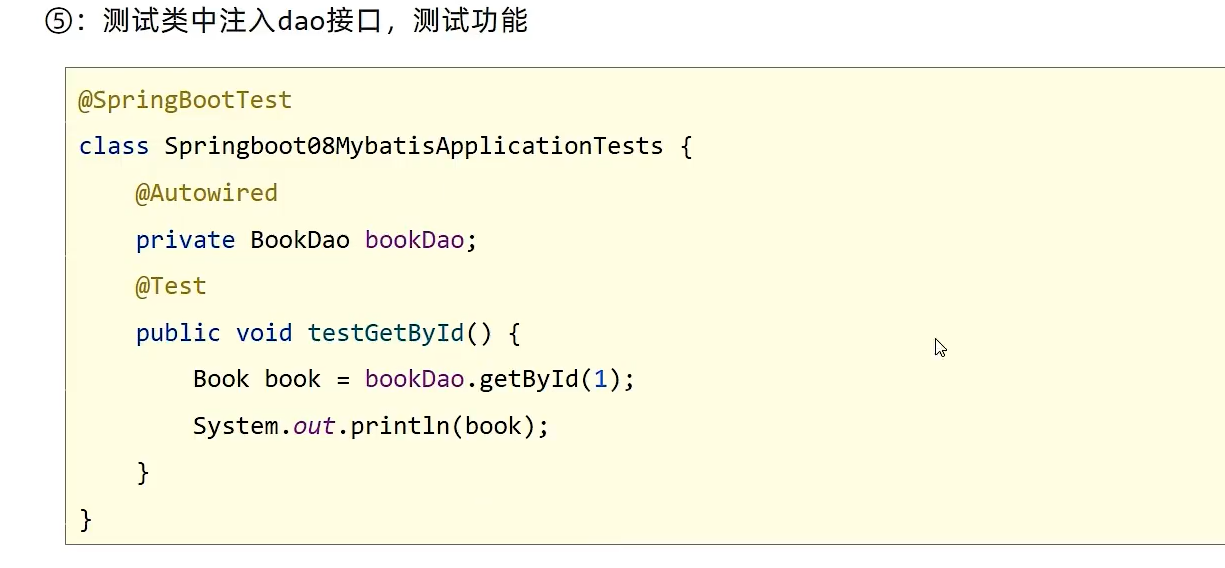 ⑤：测试类中注入dao接口，测试功能
@SpringBootTest
class Springboot08MybatisApplicationTests {
    @Autowired
    private BookDao bookDao;
    @Test
    public void testGetById() {
        Book book = bookDao.getById(1);
        System.out.println(book);
    }
}